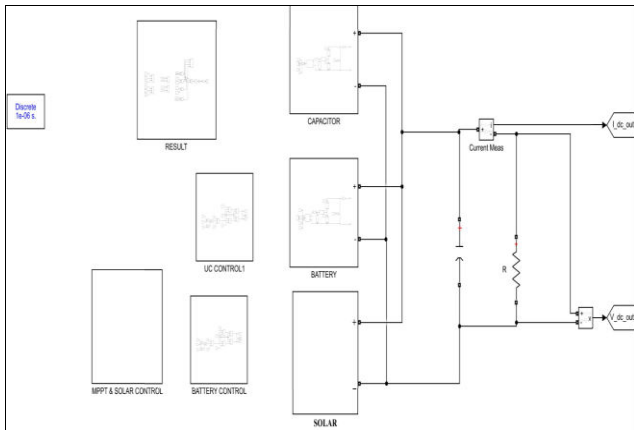 Discrete
1e-06 s.
RESULT
+
-
CAPACITOR
+
i
-
Current Meas
I_dc_out
UC CONTROL1
+
-
BATTERY
R
+
-
v
V_dc_out
MPPT & SOLAR CONTROL
BATTERY CONTROL
+
-
SOLAR